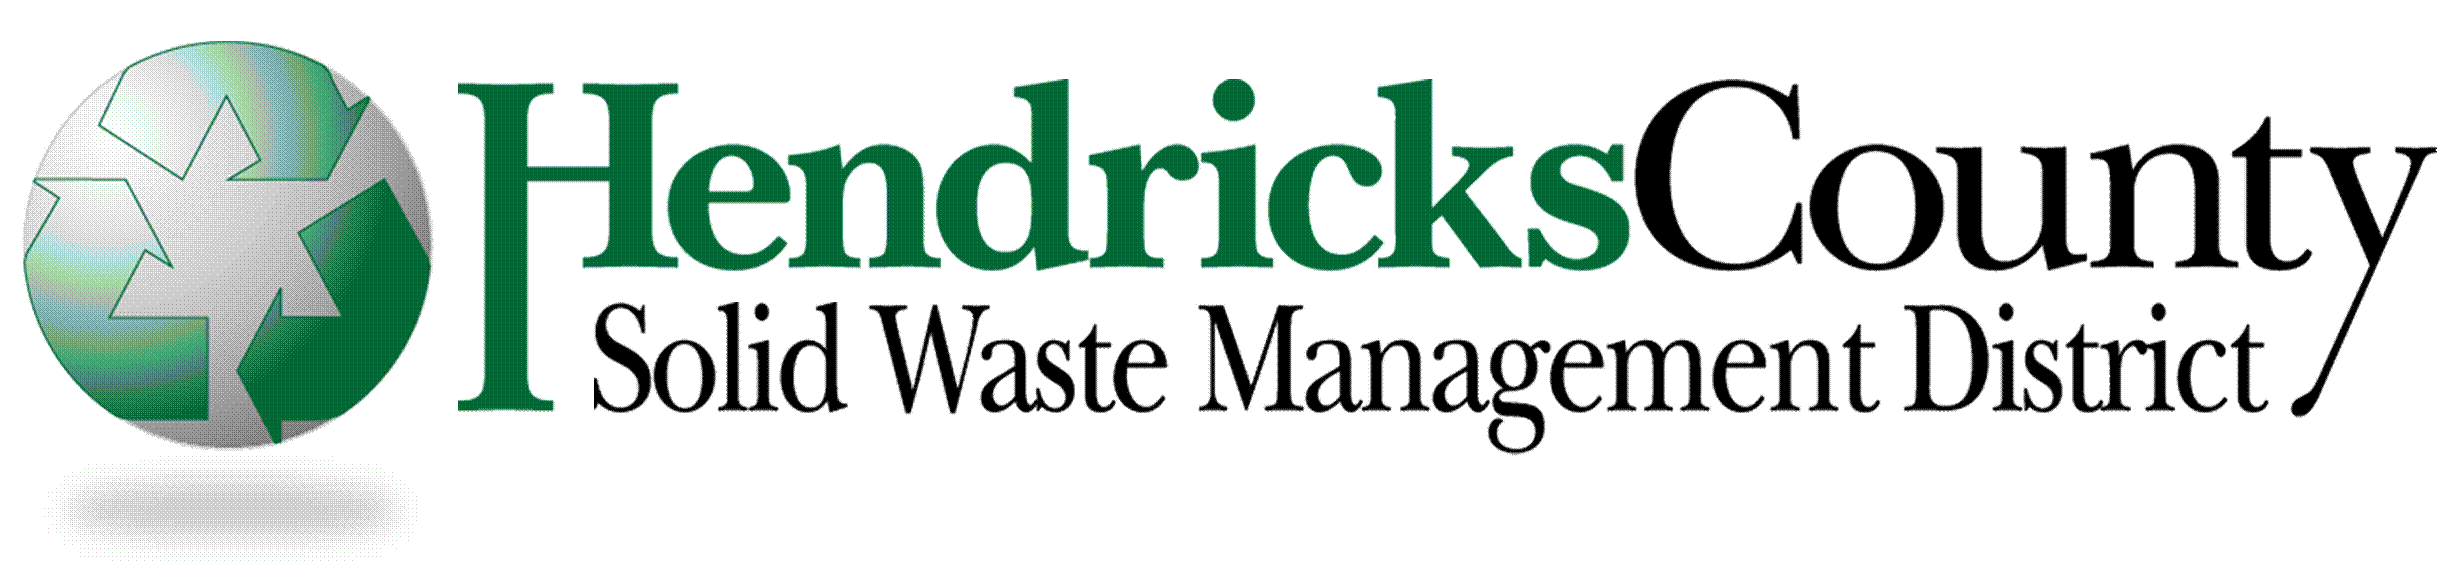 HendricksCounty
Solid Waste Management District